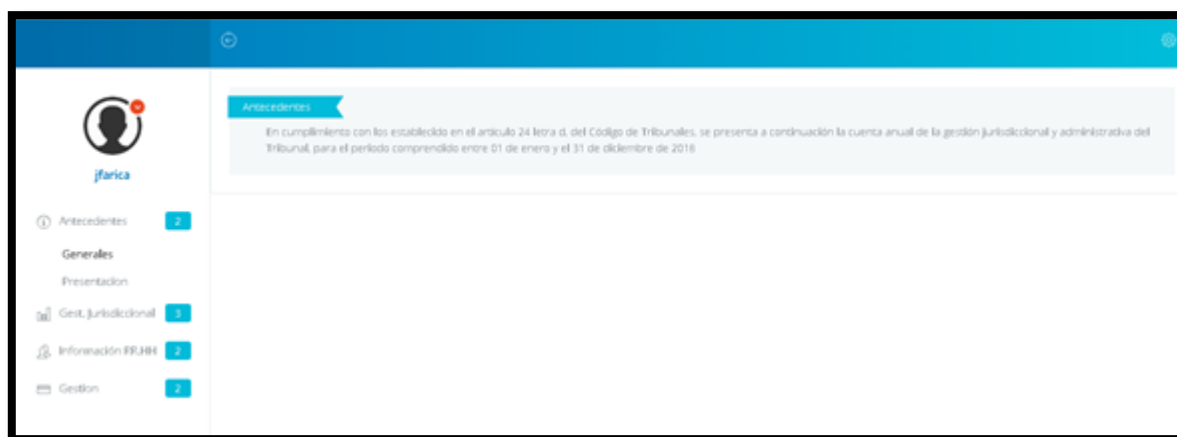 Antecedentes
En cumplimiento con los establecido en el artículo 24 letra d, del Código de Tribunales, se presenta a continuación la cuenta anual de la gestión jurisdiccional y administrativa del
Tribunal, para el período comprendido entre 01 de enero y el 31 de diciembre de 2018
jfarica
Antecedentes 2
Generales
Presentacion
Gest. Jurisdiccional 3
Información RR.HH 2
Gestion 2